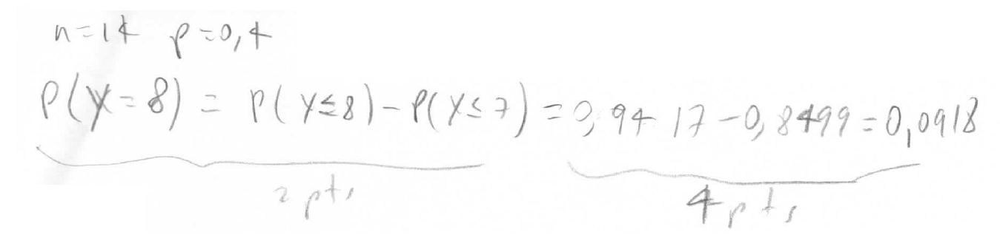 n=14 p=0,4
P(Y=8) = P(Y≤8)-P(Y≤7) = 0,9417-0,8499=0,0918
2 pts 4 pts